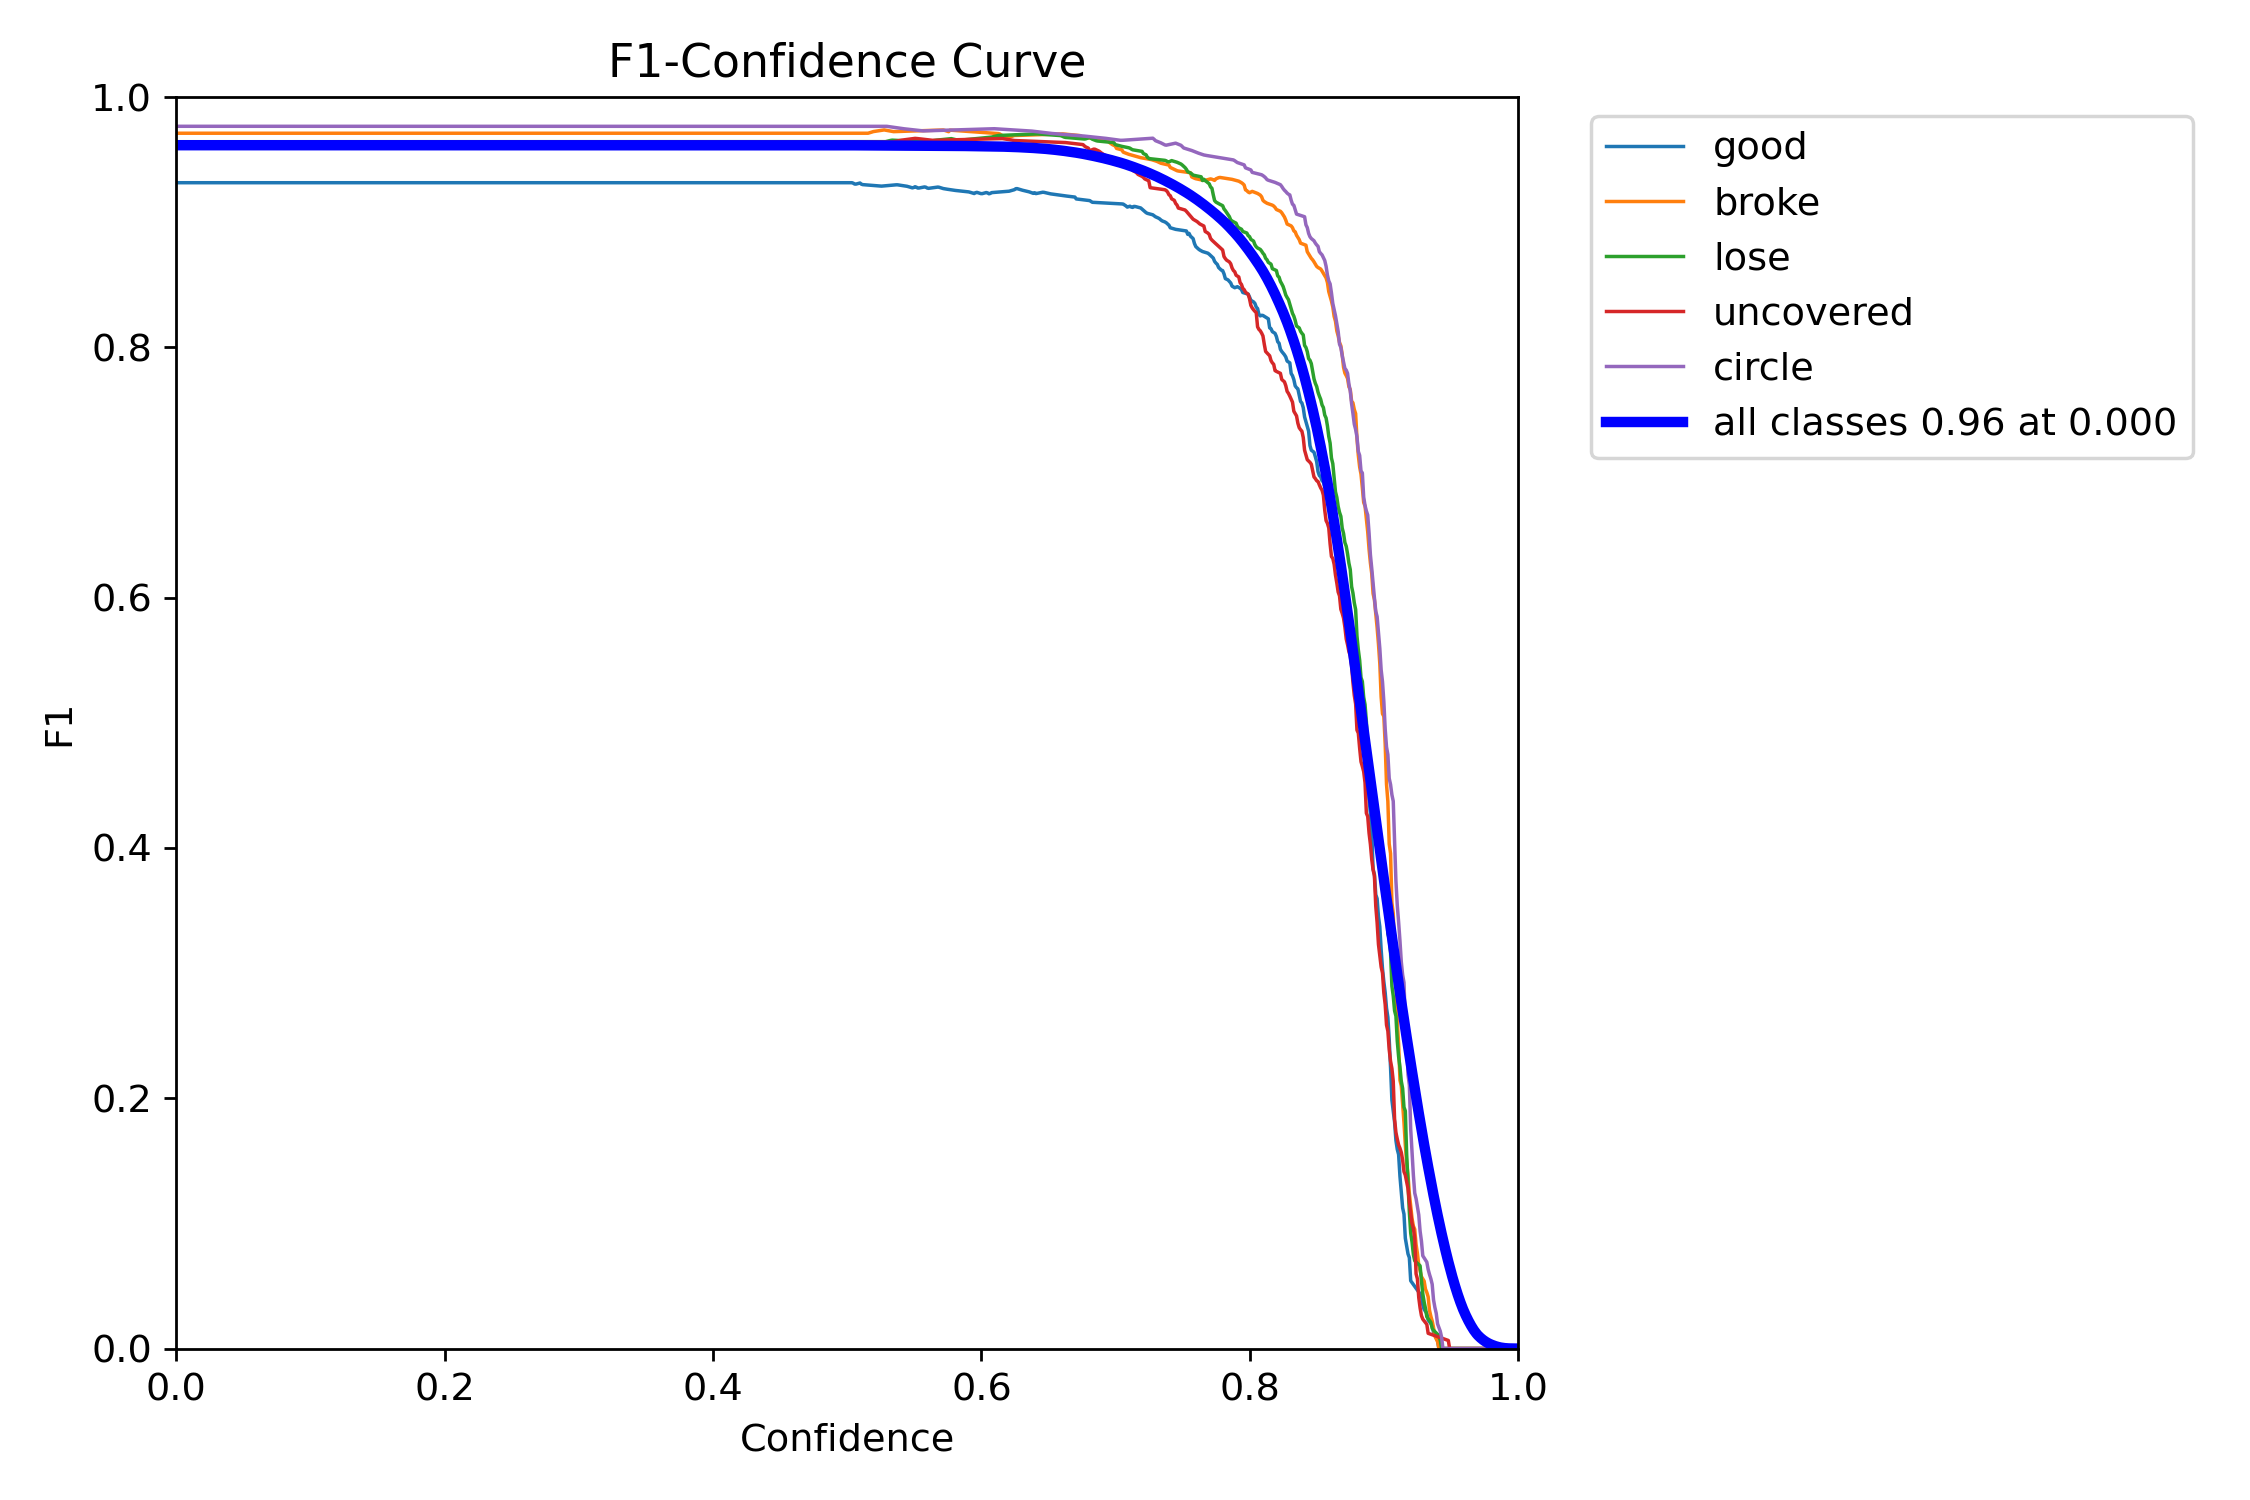 F1-Confidence Curve
1.0
0.8
0.6
0.4
0.2
0.0
F1
0.0 0.2 0.4 0.6 0.8 1.0
Confidence
good
broke
lose
uncovered
circle
all classes 0.96 at 0.000